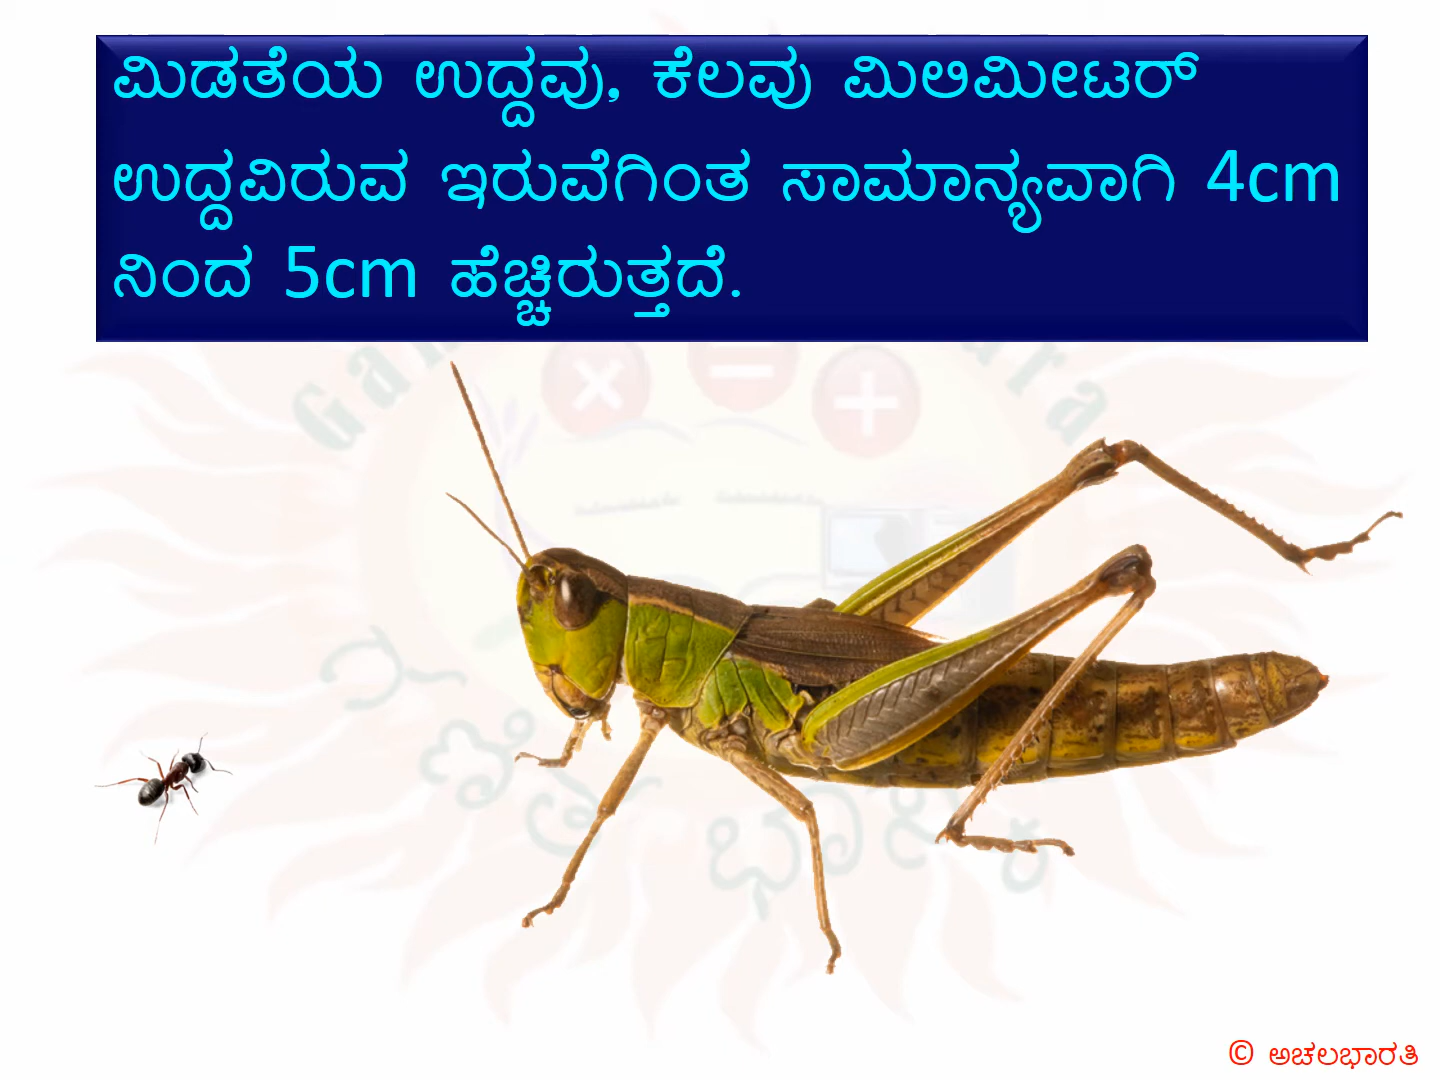 ಮಿಡತೆಯ ಉದ್ದವು, ಕೆಲವು ಮಿಲಿಮೀಟರ್
ಉದ್ದವಿರುವ ಇರುವೆಗಿಂತ ಸಾಮಾನ್ಯವಾಗಿ 4cm
ನಿಂದ 5cm ಹೆಚ್ಚಿರುತ್ತದೆ.
© ಅಚಲಭಾರತಿ